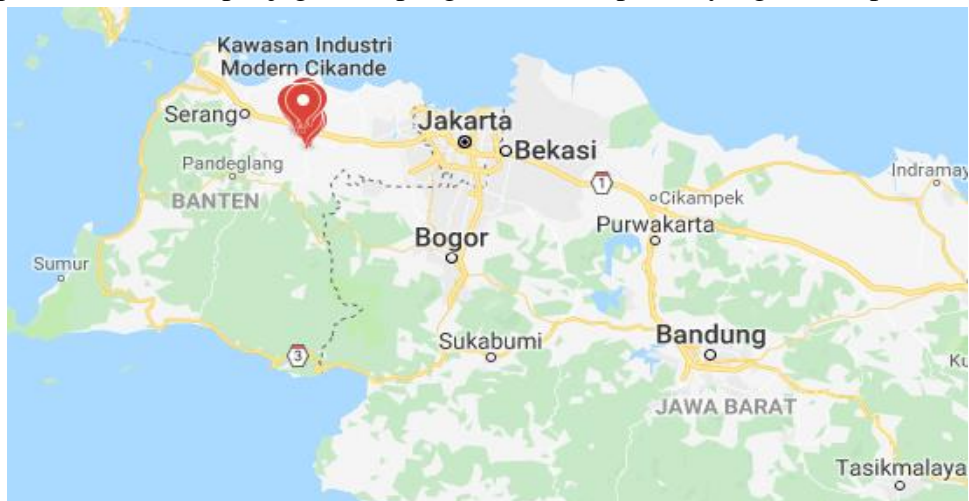 Kawasan Industri
Modern Cikande
Serang
Jakarta
Bekasi
Pandeglang
BANTEN
1
Cikampek
Indramay
Purwakarta
Bogor
Sumur
3
Sukabumi
Bandung
Ku
JAWA BARAT
Tasikmalaya